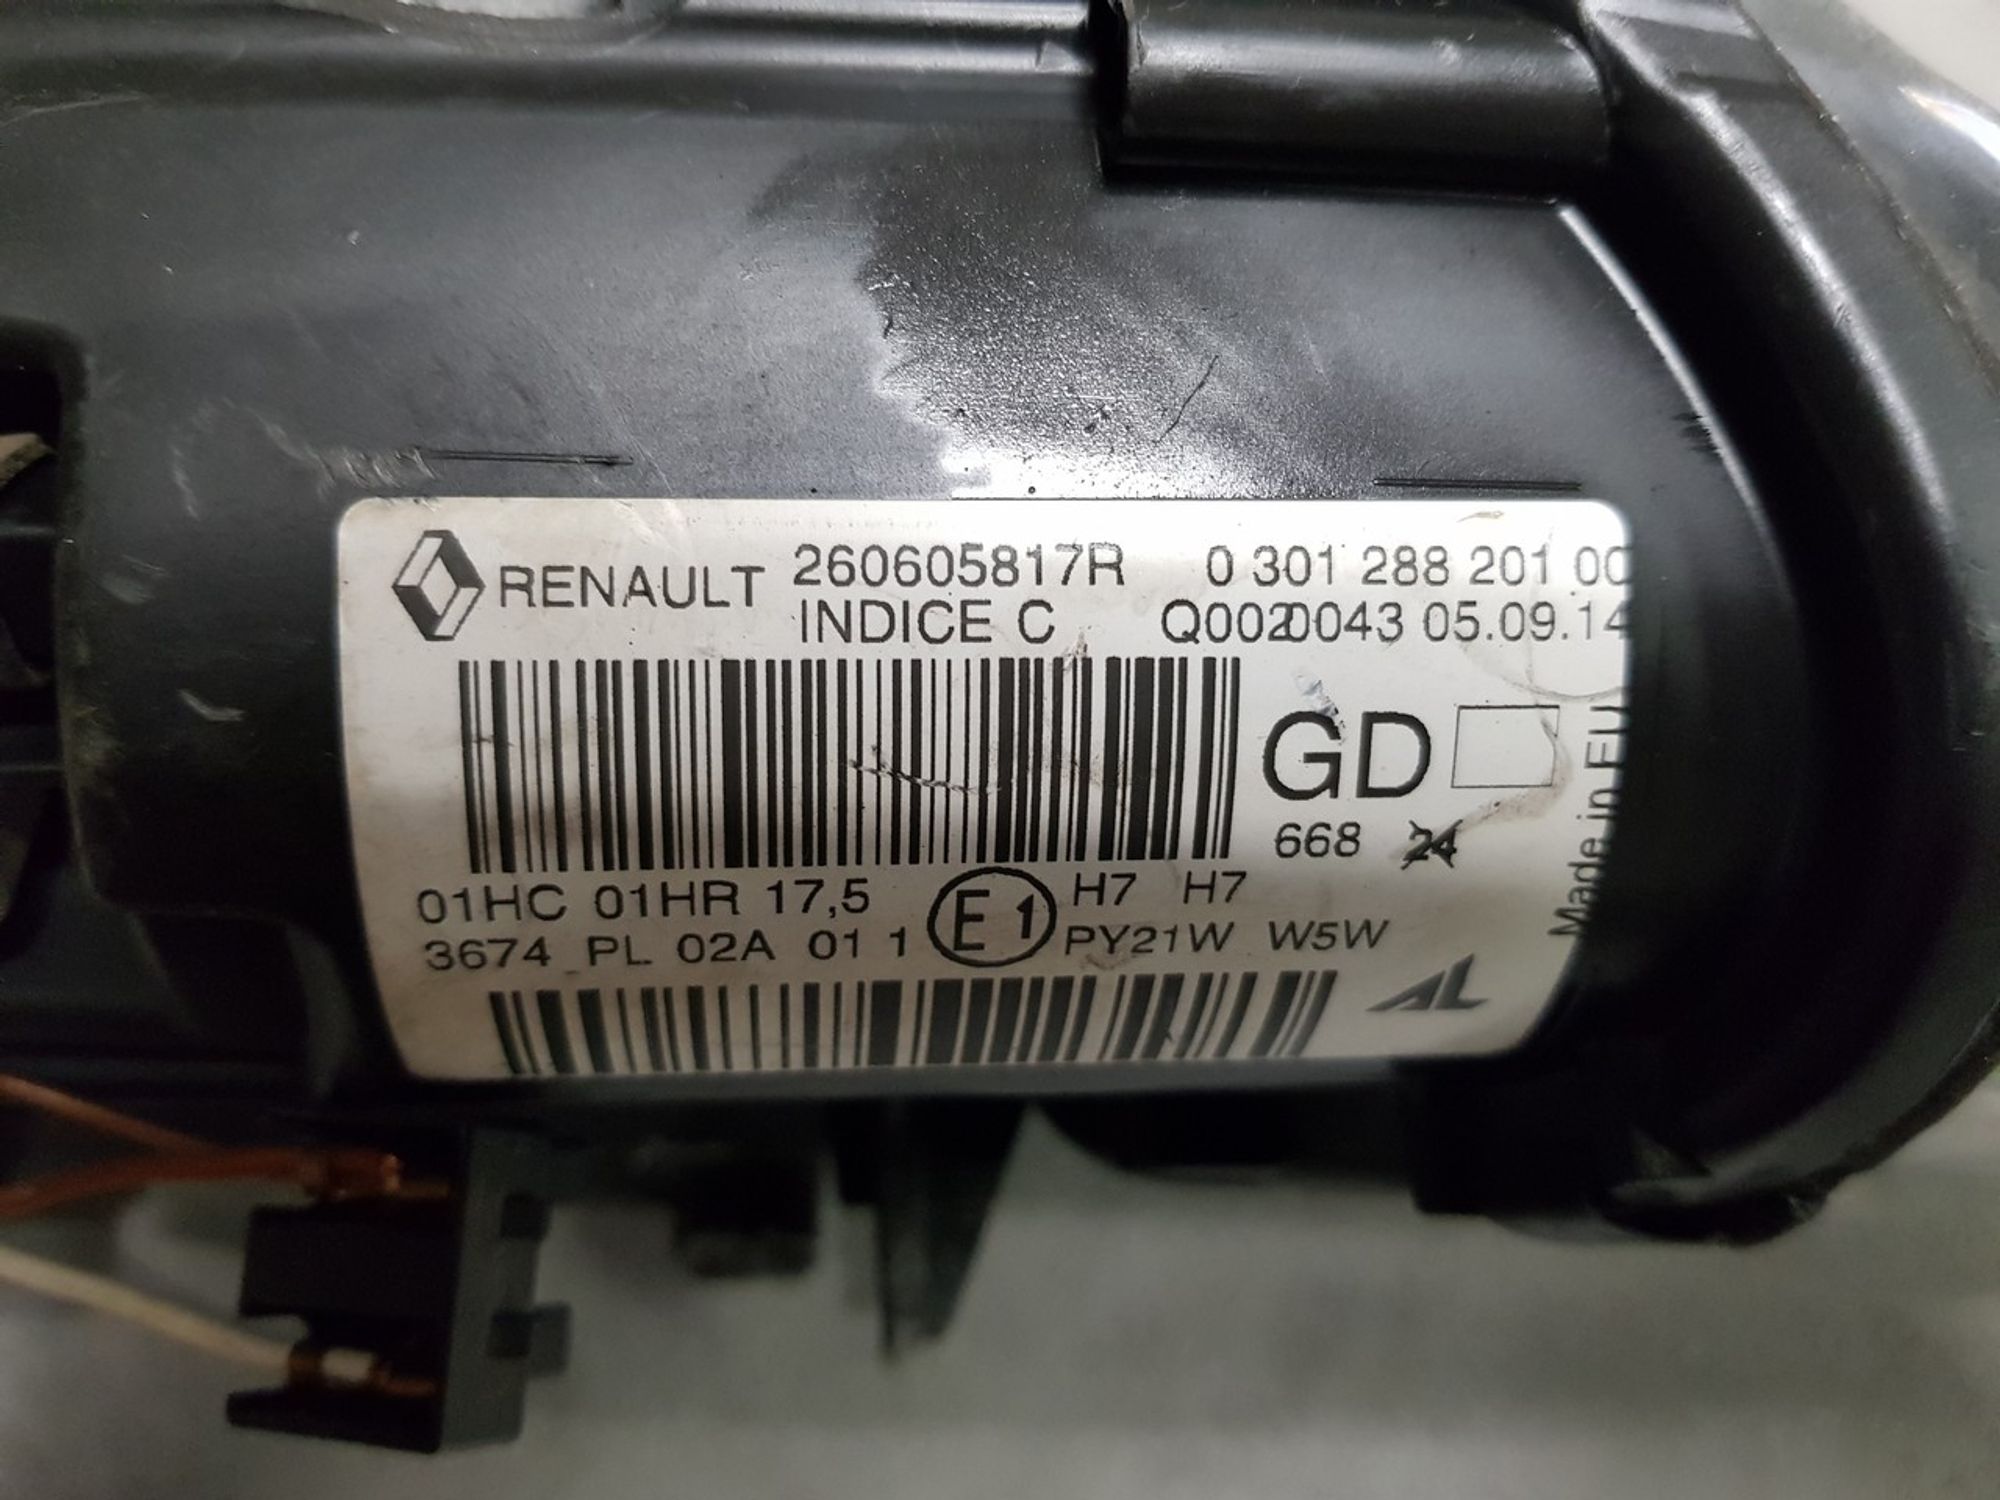 RENAULT 260605817R 0 301 288 201 00
INDICE C Q0020043 05.09.14
GD
668 24
Made in EU
01HC 01HR 17,5 E1 H7 H7
3674 PL 02A 01 1 PY21W W5W
AL